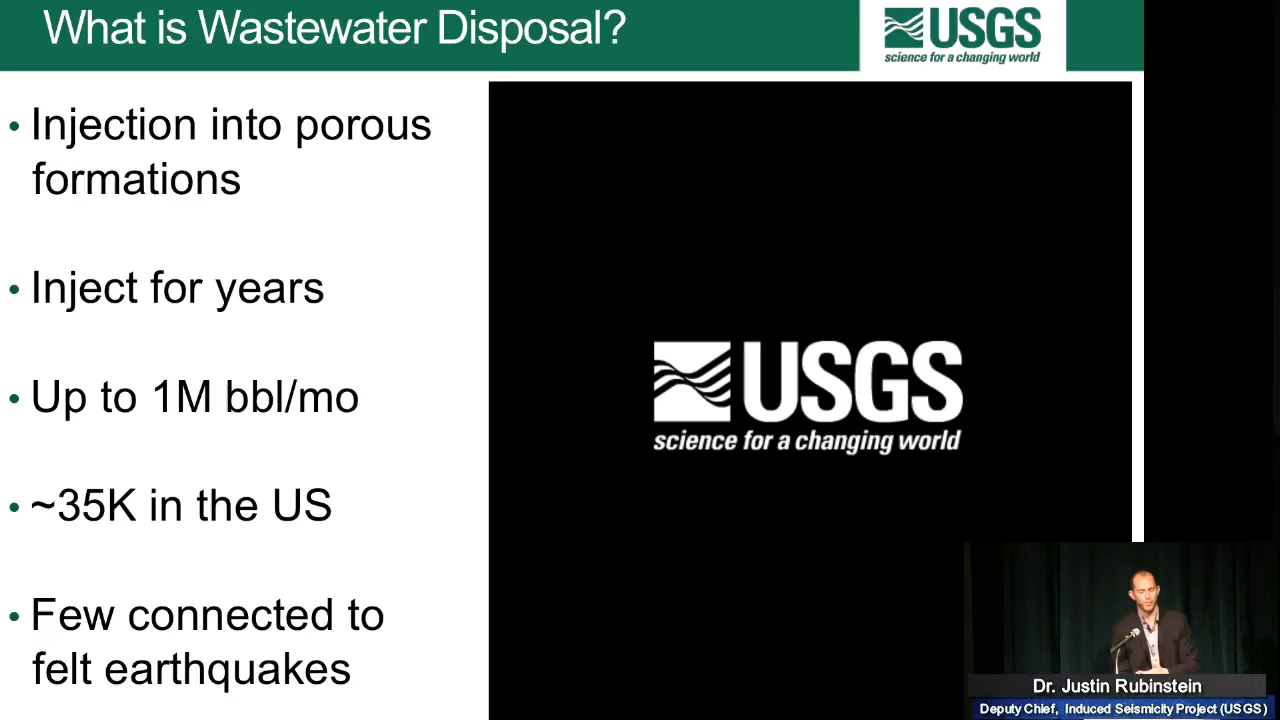 What is Wastewater Disposal?
USGS
science for a changing world
• Injection into porous
formations
• Inject for years
• Up to 1M bbl/mo
• ~35K in the US
• Few connected to
felt earthquakes
USGS
science for a changing world
Dr. Justin Rubinstein
Deputy Chief, Induced Seismicity Project (USGS)